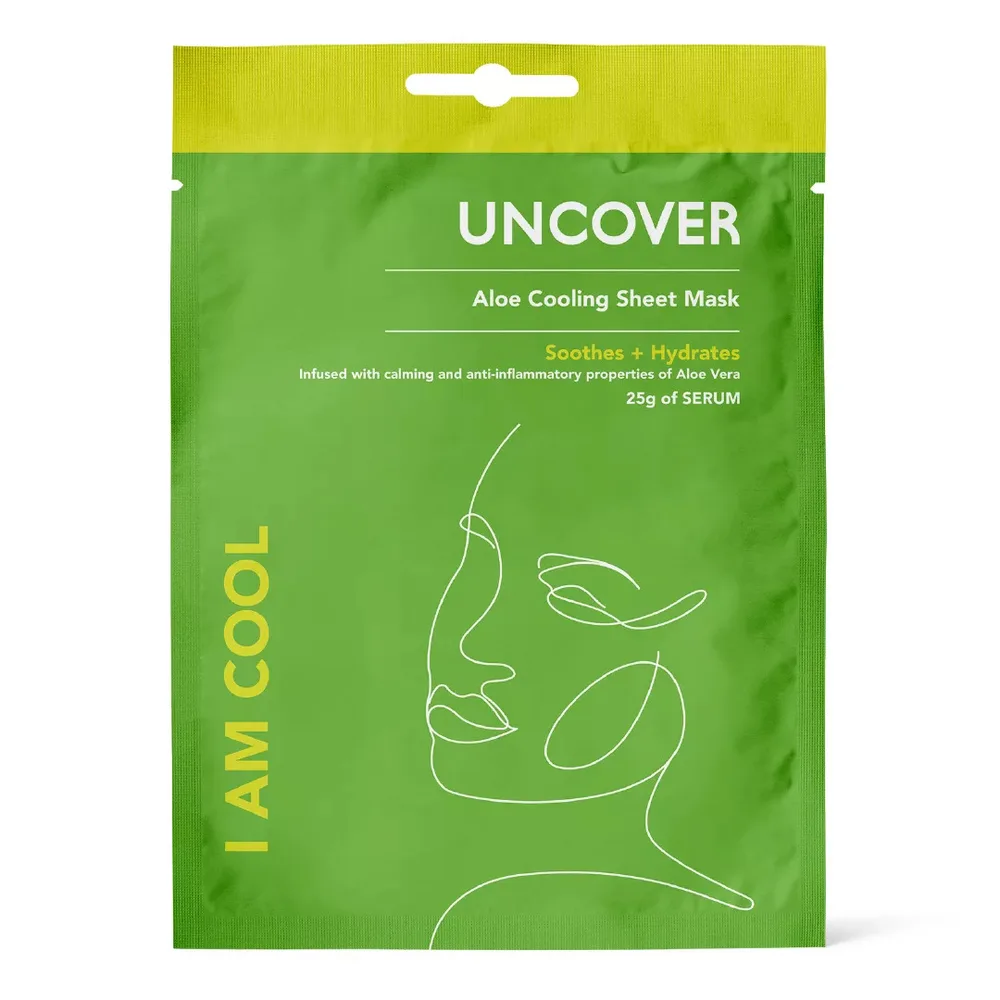 UNCOVER
Aloe Cooling Sheet Mask
Soothes + Hydrates
Infused with calming and anti-inflammatory properties of Aloe Vera
25g of SERUM
I AM COOL